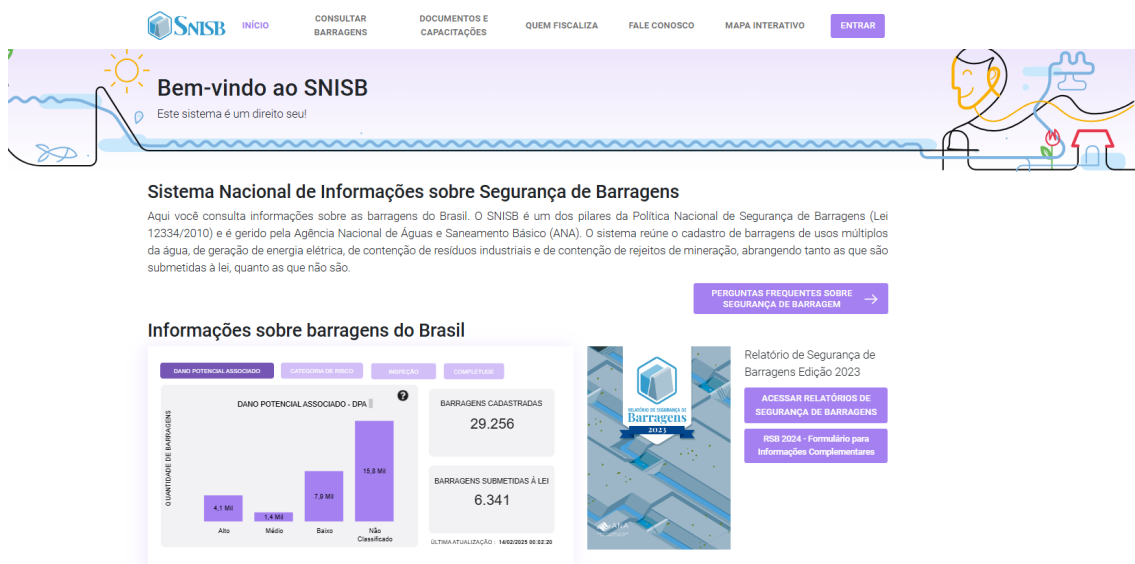 SNISB
INÍCIO
CONSULTAR
BARRAGENS
DOCUMENTOS E
CAPACITAÇÕES
QUEM FISCALIZA
FALE CONOSCO
MAPA INTERATIVO
ENTRAR
Bem-vindo ao SNISB
Este sistema é um direito seu!
Sistema Nacional de Informações sobre Segurança de Barragens
Aqui você consulta informações sobre as barragens do Brasil. O SNISB é um dos pilares da Política Nacional de Segurança de Barragens (Lei
12334/2010) e é gerido pela Agência Nacional de Águas e Saneamento Básico (ANA). O sistema reúne o cadastro de barragens de usos múltiplos
da água, de geração de energia elétrica, de contenção de resíduos industriais e de contenção de rejeitos de mineração, abrangendo tanto as que são
submetidas à lei, quanto as que não são.
PERGUNTAS FREQUENTES SOBRE
SEGURANÇA DE BARRAGEM
Informações sobre barragens do Brasil
DANO POTENCIAL ASSOCIADO
CATEGORIA DE RISCO
INSPEÇÃO
COMPLETUDE
DANO POTENCIAL ASSOCIADO - DPA
?
QUANTIDADE DE BARRAGENS
4,1 Mil
1,4 Mil
7,9 Mil
15,8 Mil
Alto
Médio
Baixo
Não
Classificado
BARRAGENS CADASTRADAS
29.256
BARRAGENS SUBMETIDAS À LEI
6.341
ÚLTIMA ATUALIZAÇÃO : 14/02/2025 00:02:20
RELATÓRIO DE SEGURANÇA DE
Barragens
2023
ANA
Relatório de Segurança de
Barragens Edição 2023
ACESSAR RELATÓRIOS DE
SEGURANÇA DE BARRAGENS
RSB 2024 - Formulário para
Informações Complementares